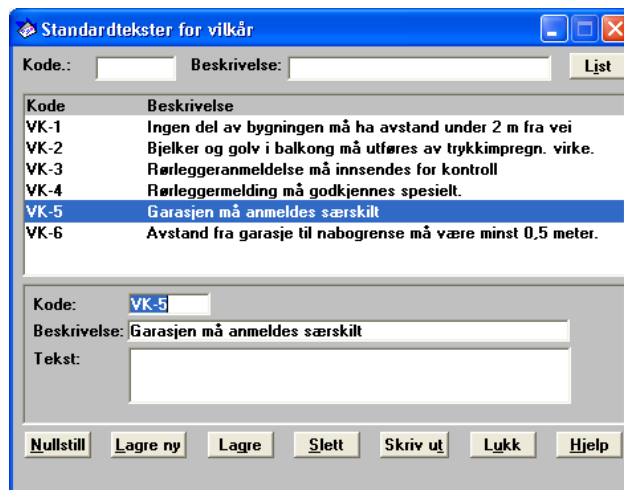 Standardtekster for vilkår
Kode.: Beskrivelse: List
Kode Beskrivelse
VK-1 Ingen del av bygningen må ha avstand under 2 m fra vei
VK-2 Bjelker og golv i balkong må utføres av trykkimpregn. virke.
VK-3 Rørleggeranmeldelse må innsendes for kontroll
VK-4 Rørleggermelding må godkjennes spesielt.
VK-5 Garasjen må anmeldes særskilt
VK-6 Avstand fra garasje til nabogrense må være minst 0,5 meter.
Kode: VK-5
Beskrivelse: Garasjen må anmeldes særskilt
Tekst:
Nullstill Lagre ny Lagre Slett Skriv ut Lukk Hjelp